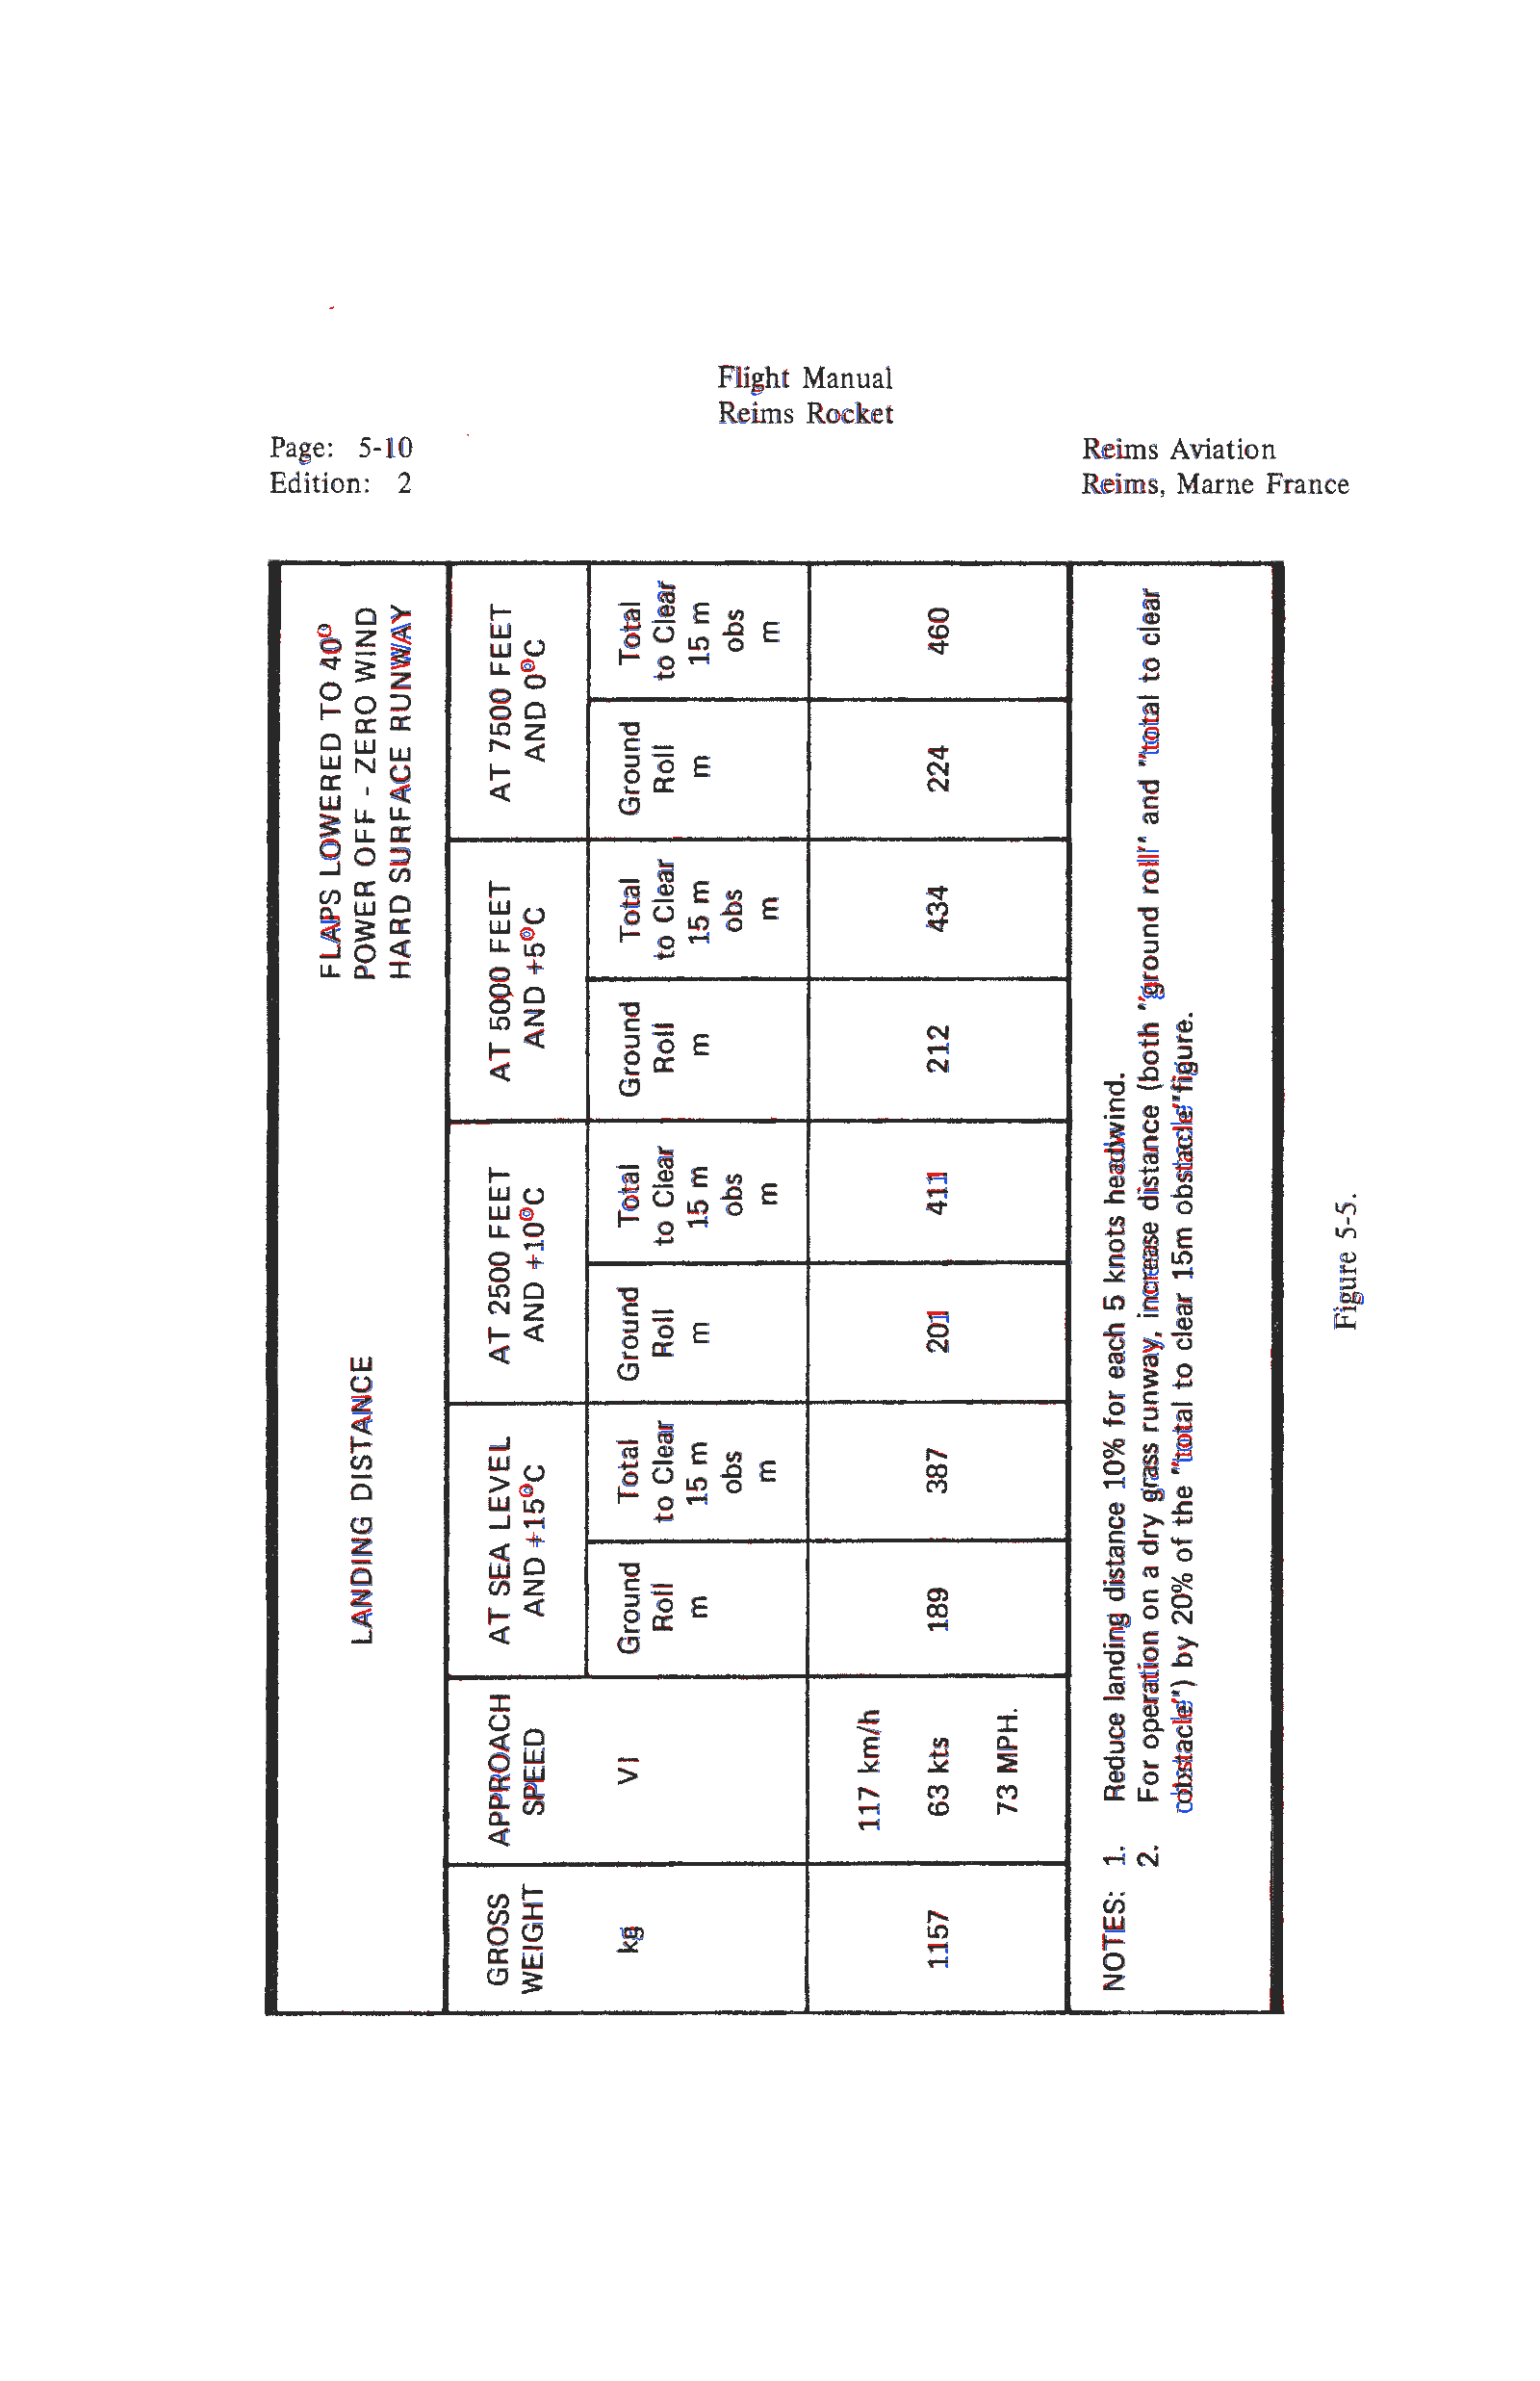 Flight Manual
Reims Rocket
Page: 5-10
Edition: 2
Reims Aviation
Reims, Marne France
LANDING DISTANCE
FLAPS LOWERED TO 40°
POWER OFF - ZERO WIND
HARD SURFACE RUNWAY
GROSS WEIGHT
APPROACH SPEED
AT SEA LEVEL AND +15°C
AT 2500 FEET AND +10°C
AT 5000 FEET AND +5°C
AT 7500 FEET AND 0°C
kg
VI
Ground Roll m
Total to Clear 15 m obs m
Ground Roll m
Total to Clear 15 m obs m
Ground Roll m
Total to Clear 15 m obs m
Ground Roll m
Total to Clear 15 m obs m
1157
117 km/h
63 kts
73 MPH.
189
387
201
411
212
434
224
460
NOTES: 1. Reduce landing distance 10% for each 5 knots headwind.
2. For operation on a dry grass runway, increase distance (both "ground roll" and "total to clear
obstacle") by 20% of the "total to clear 15m obstacle"figure.
Figure 5-5.